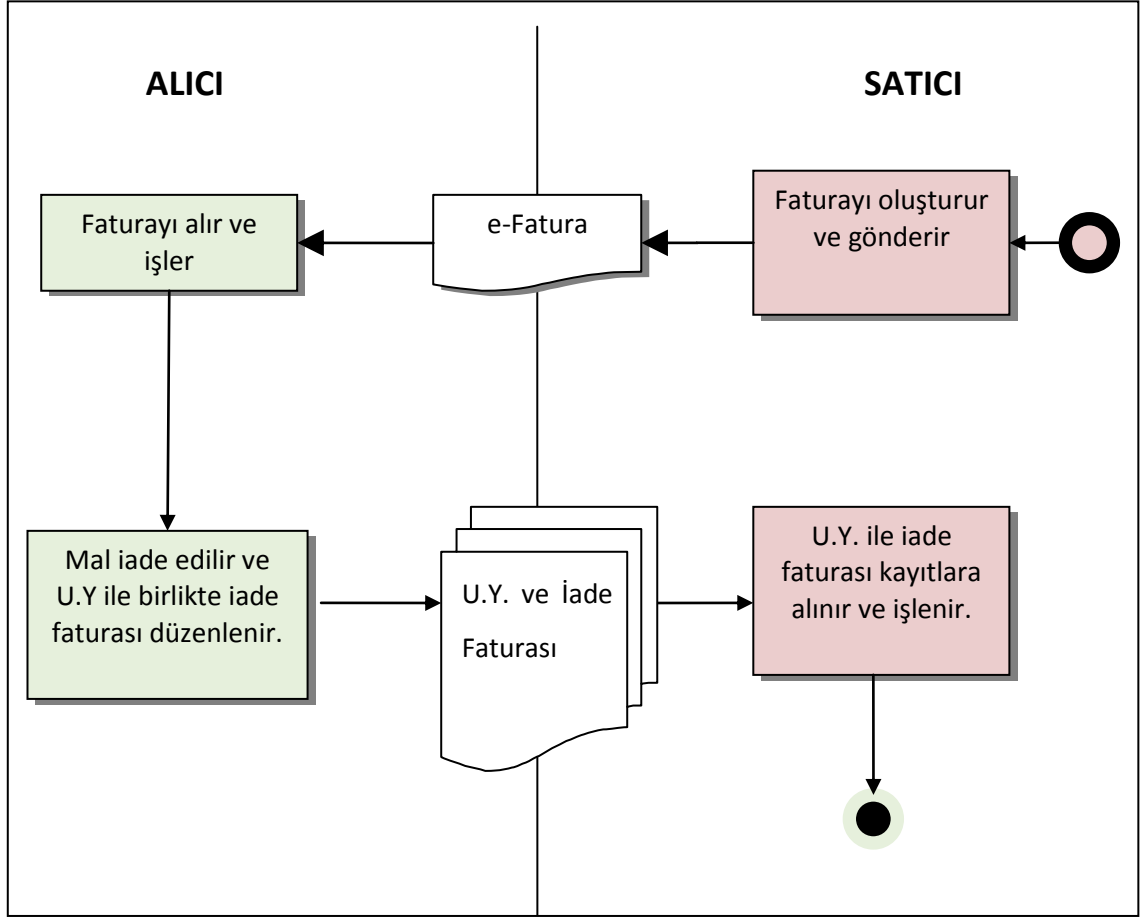 ALICI
SATICI
Faturayı alır ve
işler
e-Fatura
Faturayı oluşturur
ve gönderir
Mal iade edilir ve
U.Y ile birlikte iade
faturası düzenlenir.
U.Y. ve İade
Faturası
U.Y. ile iade
faturası kayıtlara
alınır ve işlenir.